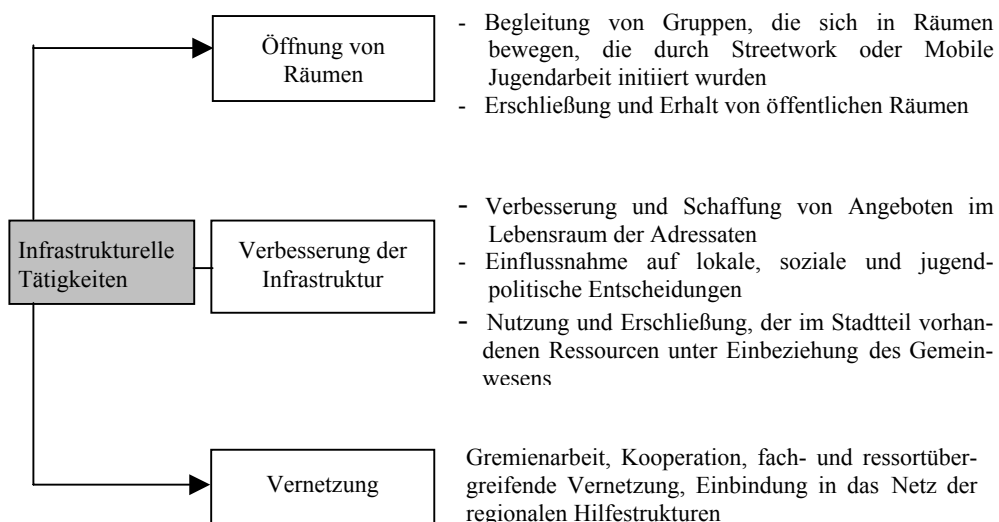 Öffnung von
Räumen
- Begleitung von Gruppen, die sich in Räumen
bewegen, die durch Streetwork oder Mobile
Jugendarbeit initiiert wurden
- Erschließung und Erhalt von öffentlichen Räumen
Infrastrukturelle
Tätigkeiten
Verbesserung der
Infrastruktur
- Verbesserung und Schaffung von Angeboten im
Lebensraum der Adressaten
- Einflussnahme auf lokale, soziale und jugend-
politische Entscheidungen
- Nutzung und Erschließung, der im Stadtteil vorhan-
denen Ressourcen unter Einbeziehung des Gemein-
wesens
Vernetzung
Gremienarbeit, Kooperation, fach- und ressortüber-
greifende Vernetzung, Einbindung in das Netz der
regionalen Hilfestrukturen